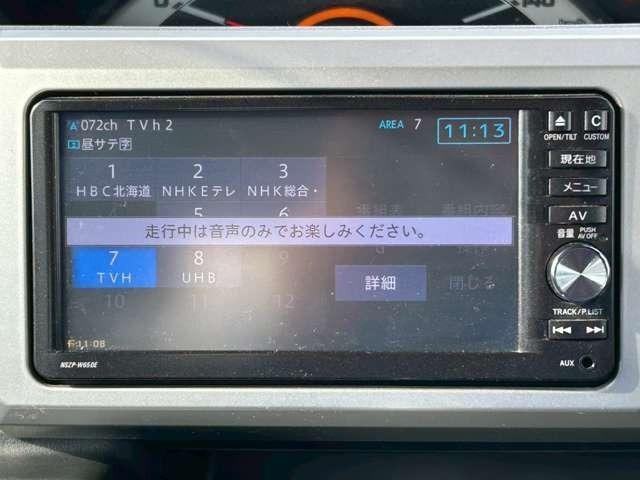 0
140
072ch TVh2
AREA 7
11:13
昼サテ字
1
2
3
HBC北海道
NHKEテレ
NHK総合・
5
6
走行中は音声のみでお楽しみください。
7
8
9
TVH
UHB
詳細
閉じる
10
11
12
11:08
NSZP-W65DE
OPEN/TILT
C
CUSTOM
現在地
メニュー
AV
音量
PUSH
AV OFF
TRACK/P.LIST
AUX